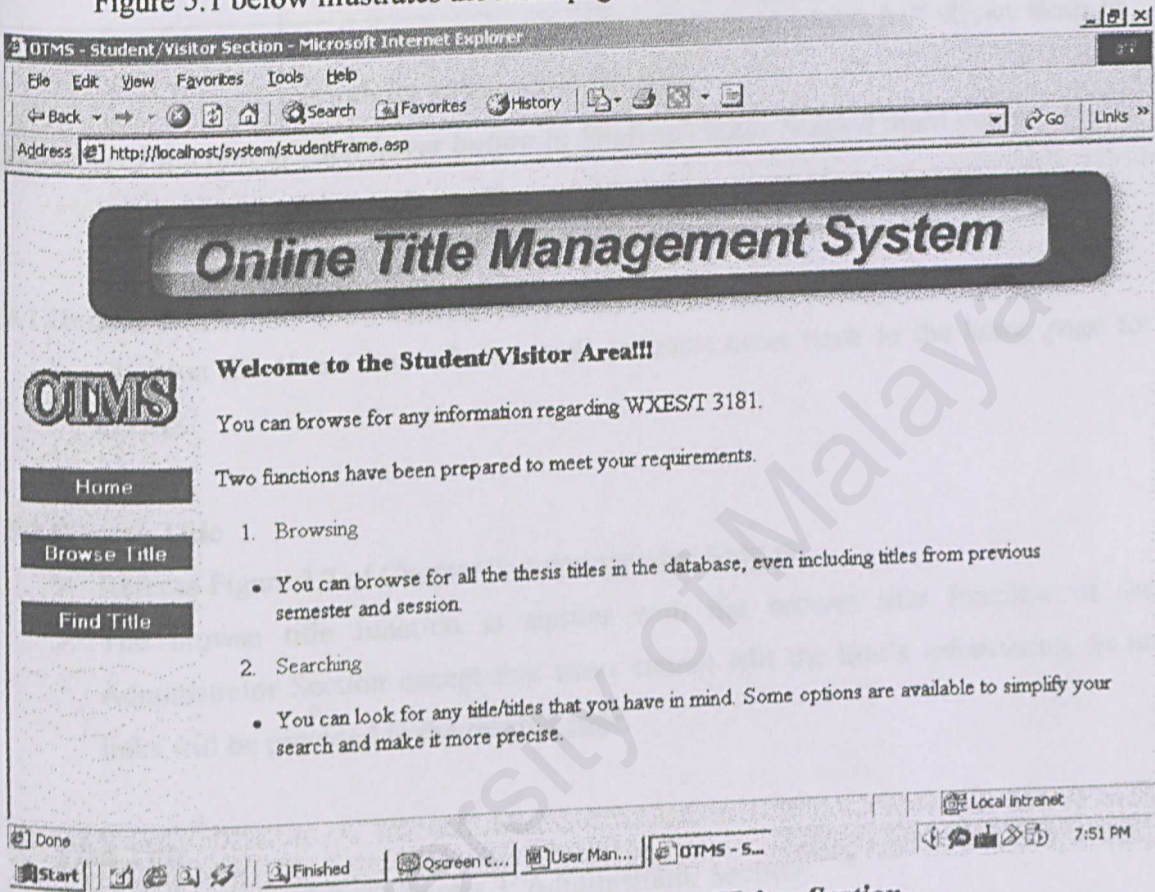 Figure 5.1 below illustrates the
OTMS - Student/Visitor Section - Microsoft Internet Explorer
File Edit View Favorites Tools Help
Back Search Favorites History
Address http://localhost/system/studentFrame.asp Go Links »
Online Title Management System
OTMS
Welcome to the Student/Visitor Area!!!
You can browse for any information regarding WXES/T 3181.
Two functions have been prepared to meet your requirements.
Home
Browse Title
Find Title
1. Browsing
• You can browse for all the thesis titles in the database, even including titles from previous
semester and session.
2. Searching
• You can look for any title/titles that you have in mind. Some options are available to simplify your
search and make it more precise.
Done Local intranet
Start Finished Qscreen c... User Man... OTMS - S... 7:51 PM
Section
University of Malaya